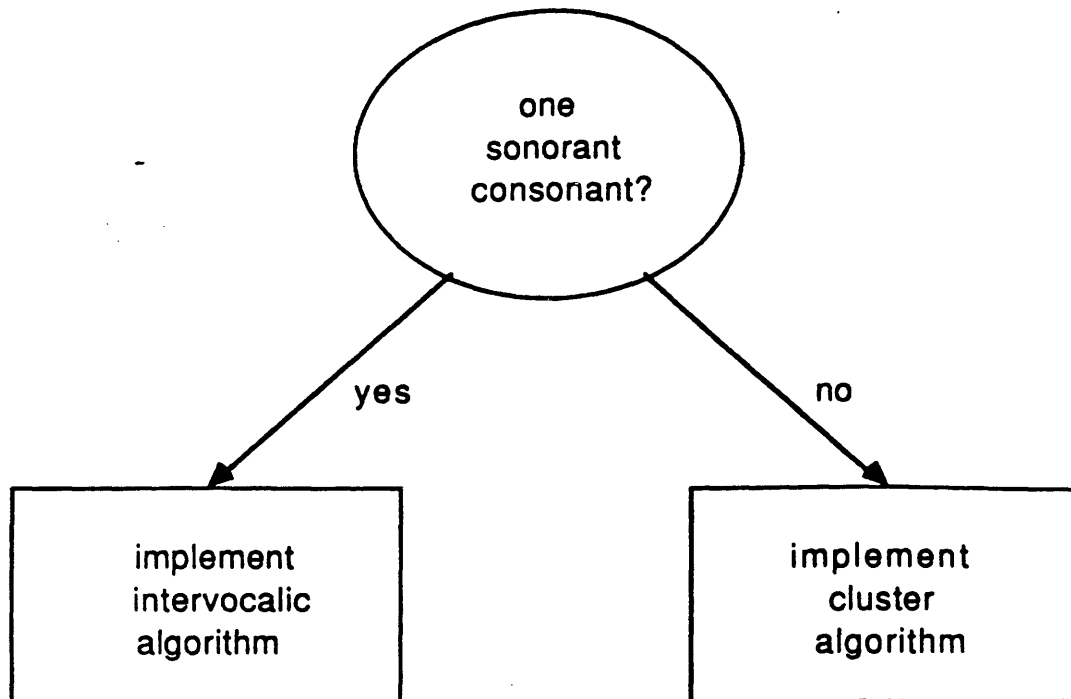 one
sonorant
consonant?
yes
no
implement
intervocalic
algorithm
implement
cluster
algorithm